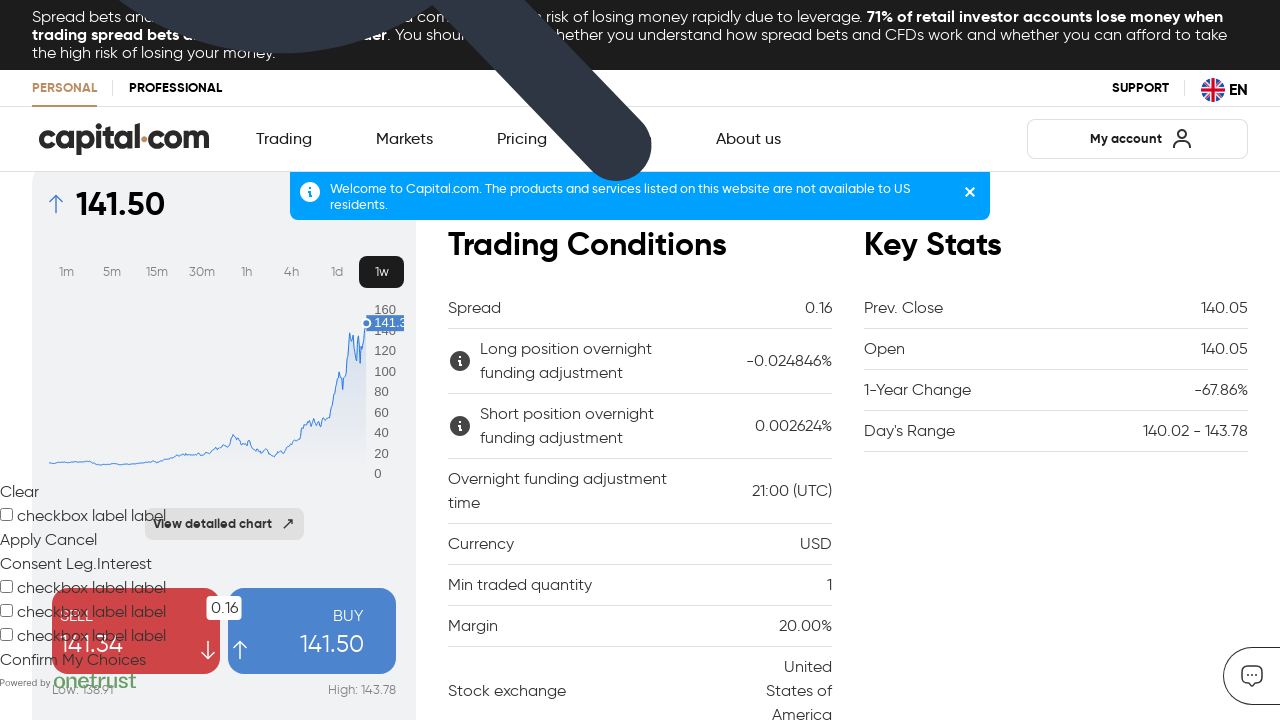 Spread bets and
risk of losing money rapidly due to leverage. 71% of retail investor accounts lose money when
trading spread bets
. You should
whether you understand how spread bets and CFDs work and whether you can afford to take
the high risk of losing your money.
PERSONAL
PROFESSIONAL
SUPPORT
EN
capital.com
Trading
Markets
Pricing
About us
My account
Welcome to Capital.com. The products and services listed on this website are not available to US
residents.
141.50
1m 5m 15m 30m 1h 4h 1d 1w
160
140
120
100
80
60
40
20
0
Trading Conditions
Spread 0.16
Long position overnight
funding adjustment
-0.024846%
Short position overnight
funding adjustment
0.002624%
Overnight funding adjustment
time
21:00 (UTC)
Currency USD
Min traded quantity 1
Margin 20.00%
Stock exchange
United
States of
America
Key Stats
Prev. Close 140.05
Open 140.05
1-Year Change -67.86%
Day's Range 140.02 - 143.78
Clear
checkbox label label
View detailed chart
Apply Cancel
Consent Leg.Interest
checkbox label label
checkbox label label
checkbox label label
SELL
141.34
0.16
BUY
141.50
Confirm My Choices
Powered by onetrust
Low: 138.91
High: 143.78